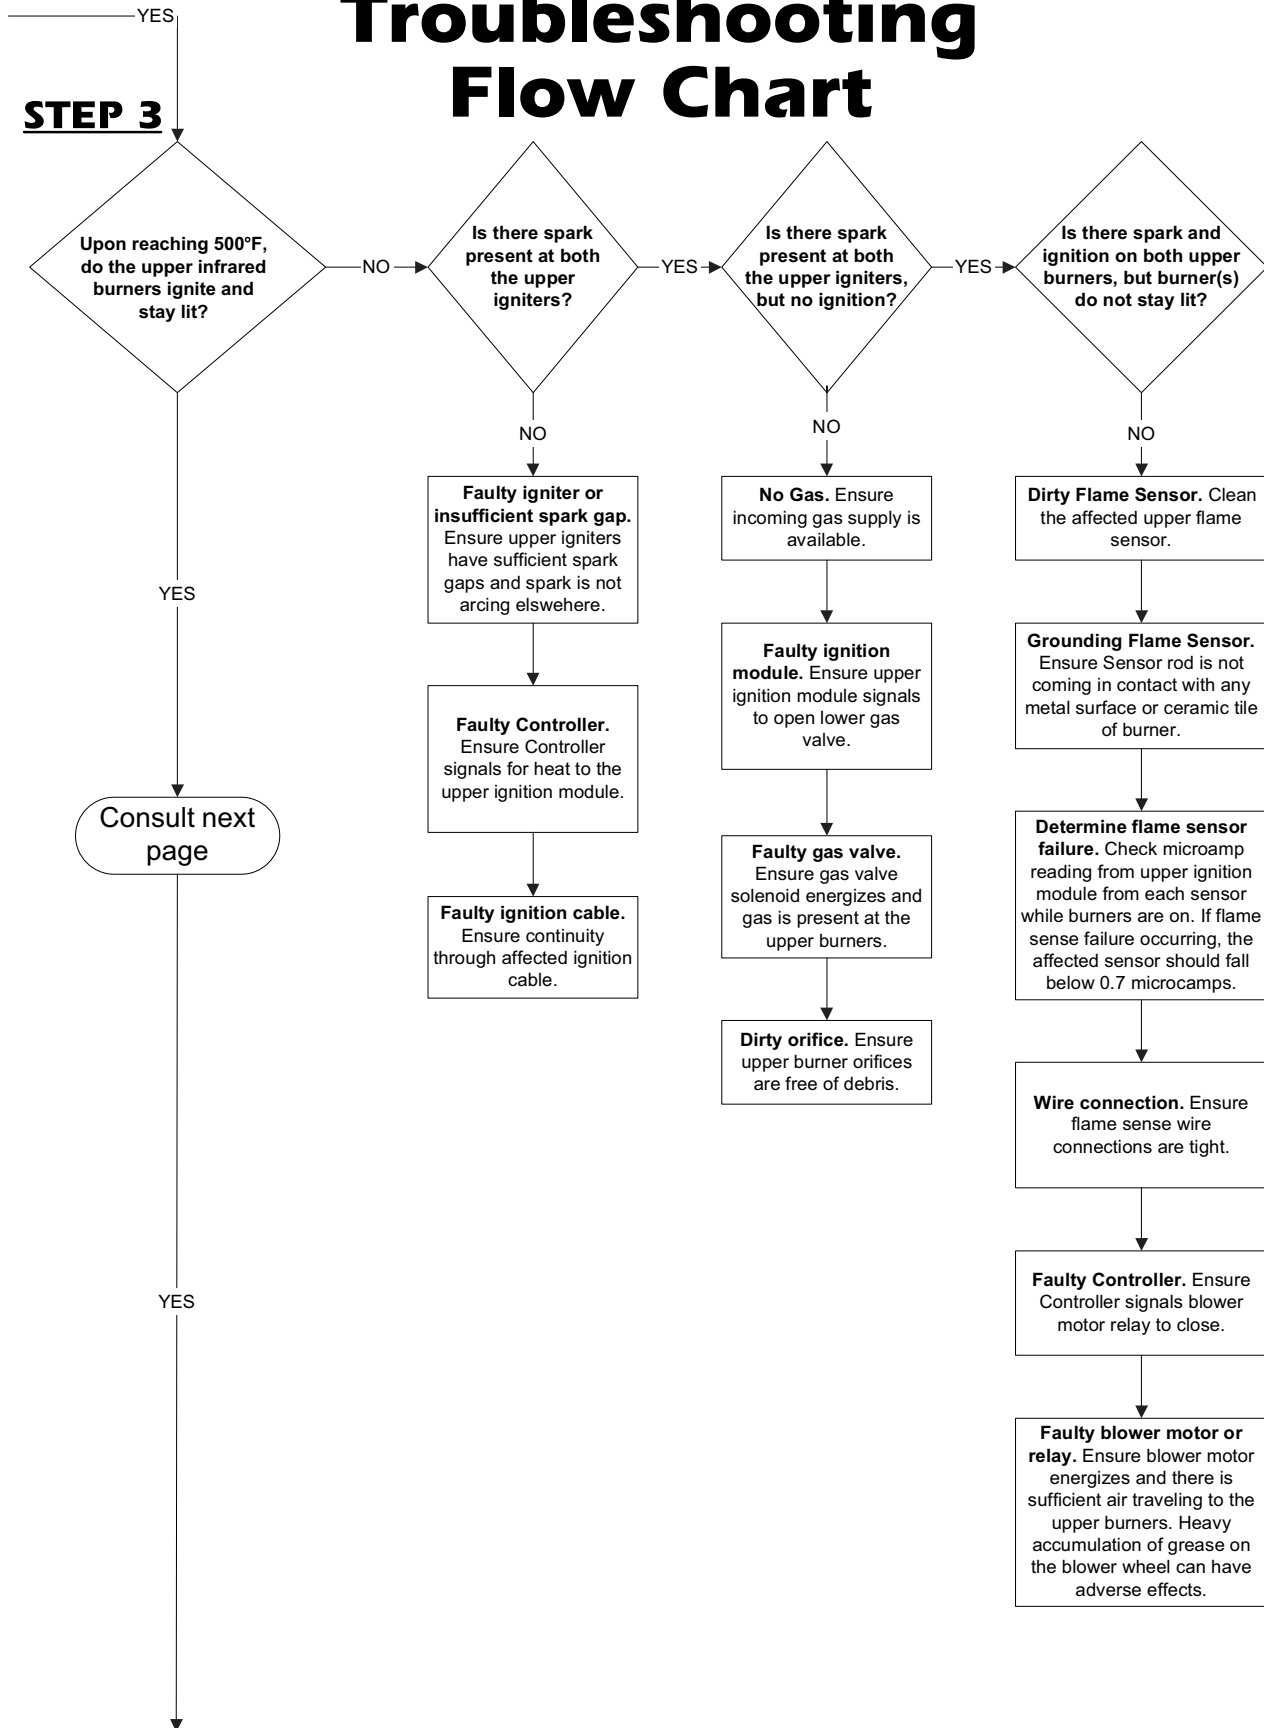 YES
Troubleshooting
Flow Chart
STEP 3
Upon reaching 500°F,
do the upper infrared
burners ignite and
stay lit?
NO
Is there spark
present at both
the upper
igniters?
YES
Is there spark
present at both
the upper igniters,
but no ignition?
YES
Is there spark and
ignition on both upper
burners, but burner(s)
do not stay lit?
YES
Consult next
page
YES
NO
Faulty igniter or
insufficient spark gap.
Ensure upper igniters
have sufficient spark
gaps and spark is not
arcing elswehere.
Faulty Controller.
Ensure Controller
signals for heat to the
upper ignition module.
Faulty ignition cable.
Ensure continuity
through affected ignition
cable.
NO
No Gas. Ensure
incoming gas supply is
available.
Faulty ignition
module. Ensure upper
ignition module signals
to open lower gas
valve.
Faulty gas valve.
Ensure gas valve
solenoid energizes and
gas is present at the
upper burners.
Dirty orifice. Ensure
upper burner orifices
are free of debris.
NO
Dirty Flame Sensor. Clean
the affected upper flame
sensor.
Grounding Flame Sensor.
Ensure Sensor rod is not
coming in contact with any
metal surface or ceramic tile
of burner.
Determine flame sensor
failure. Check microamp
reading from upper ignition
module from each sensor
while burners are on. If flame
sense failure occurring, the
affected sensor should fall
below 0.7 microcamps.
Wire connection. Ensure
flame sense wire
connections are tight.
Faulty Controller. Ensure
Controller signals blower
motor relay to close.
Faulty blower motor or
relay. Ensure blower motor
energizes and there is
sufficient air traveling to the
upper burners. Heavy
accumulation of grease on
the blower wheel can have
adverse effects.